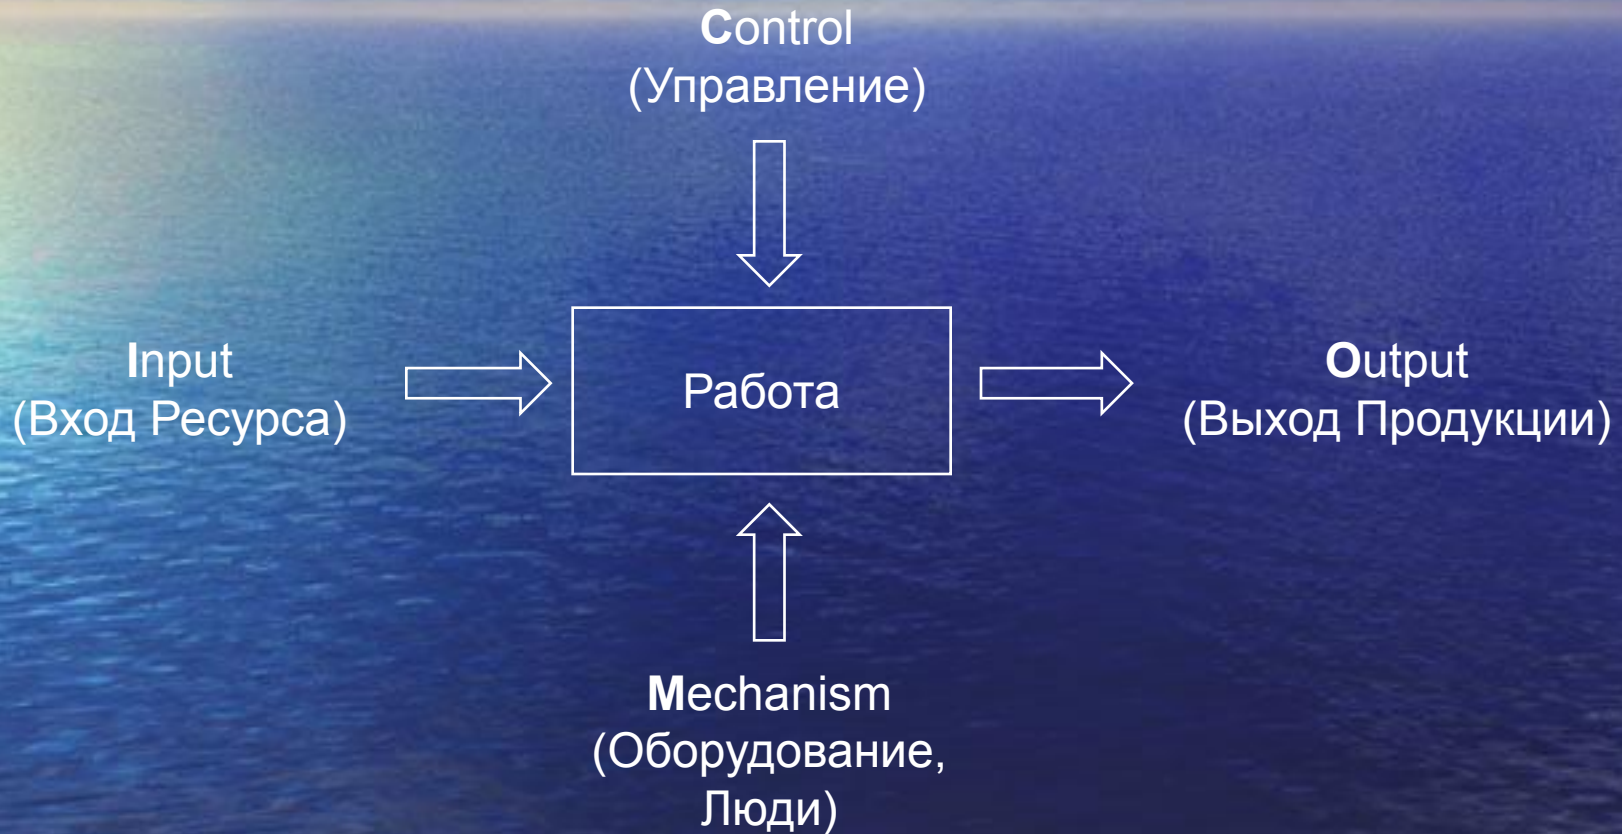 Control
(Управление)
Input
(Вход Ресурса)
Работа
Output
(Выход Продукции)
Mechanism
(Оборудование,
Люди)